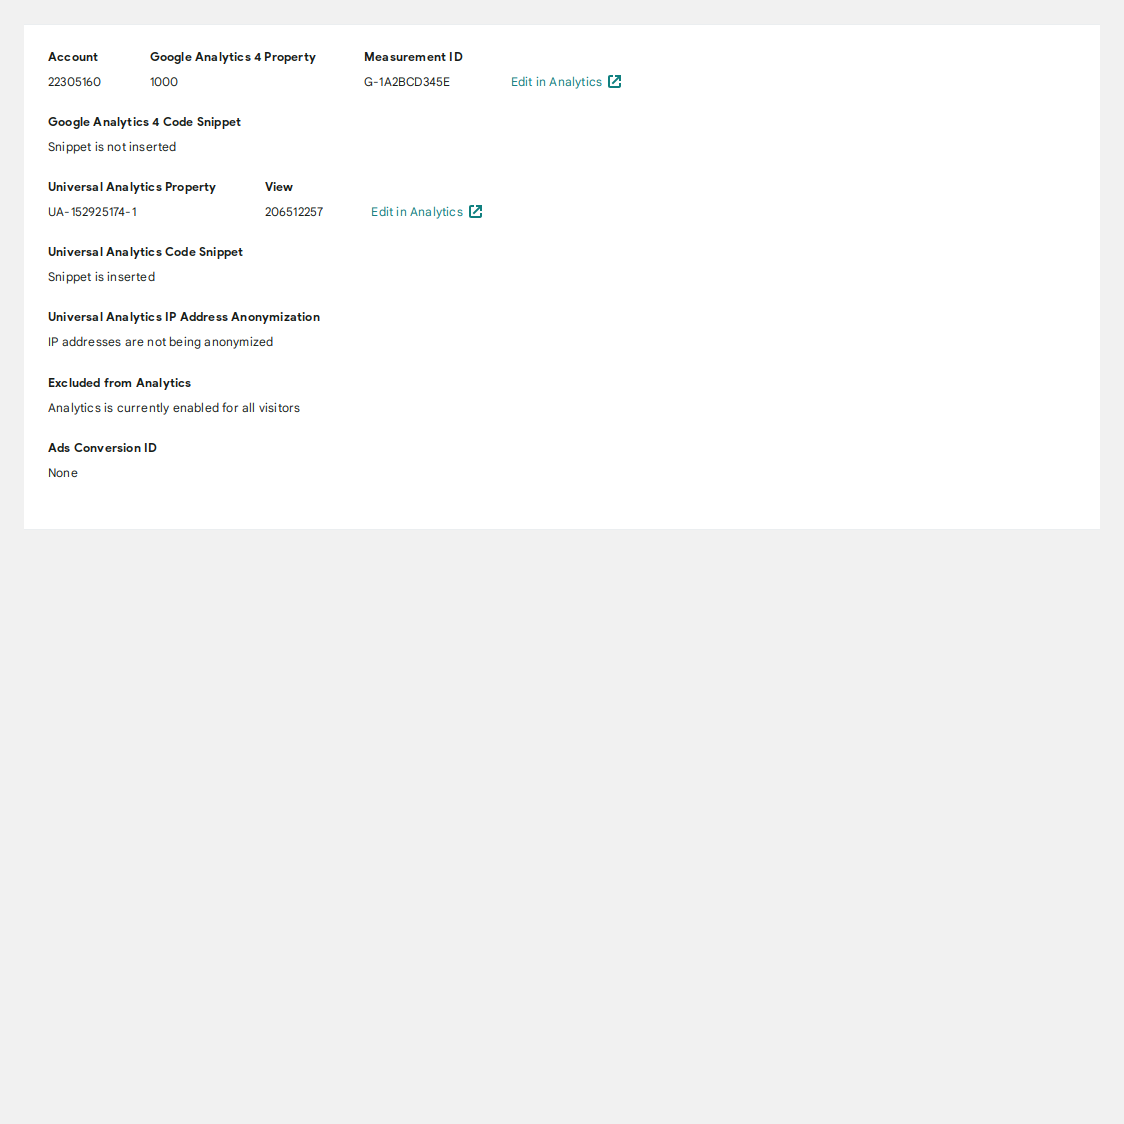 Account Google Analytics 4 Property Measurement ID
22305160 1000 G-1A2BCD345E Edit in Analytics
Google Analytics 4 Code Snippet
Snippet is not inserted
Universal Analytics Property View
UA-152925174-1 206512257 Edit in Analytics
Universal Analytics Code Snippet
Snippet is inserted
Universal Analytics IP Address Anonymization
IP addresses are not being anonymized
Excluded from Analytics
Analytics is currently enabled for all visitors
Ads Conversion ID
None